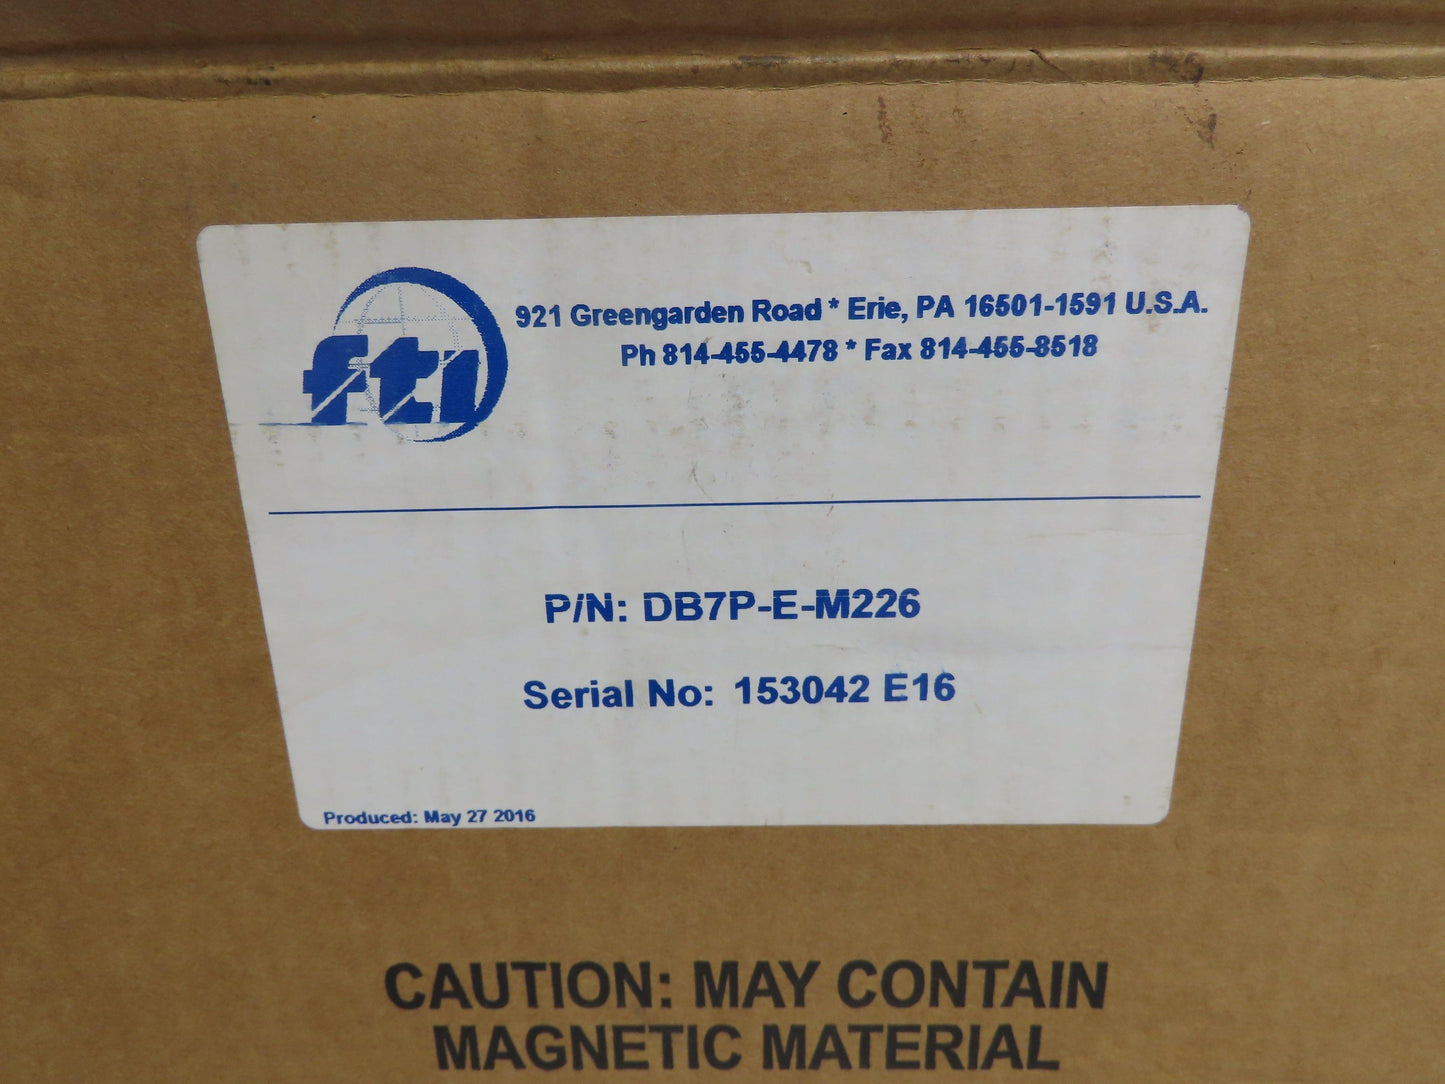 fti
921 Greengarden Road * Erie, PA 16501-1591 U.S.A.
Ph 814-455-4478 * Fax 814-455-8518
P/N: DB7P-E-M226
Serial No: 153042 E16
Produced: May 27 2016
CAUTION: MAY CONTAIN
MAGNETIC MATERIAL